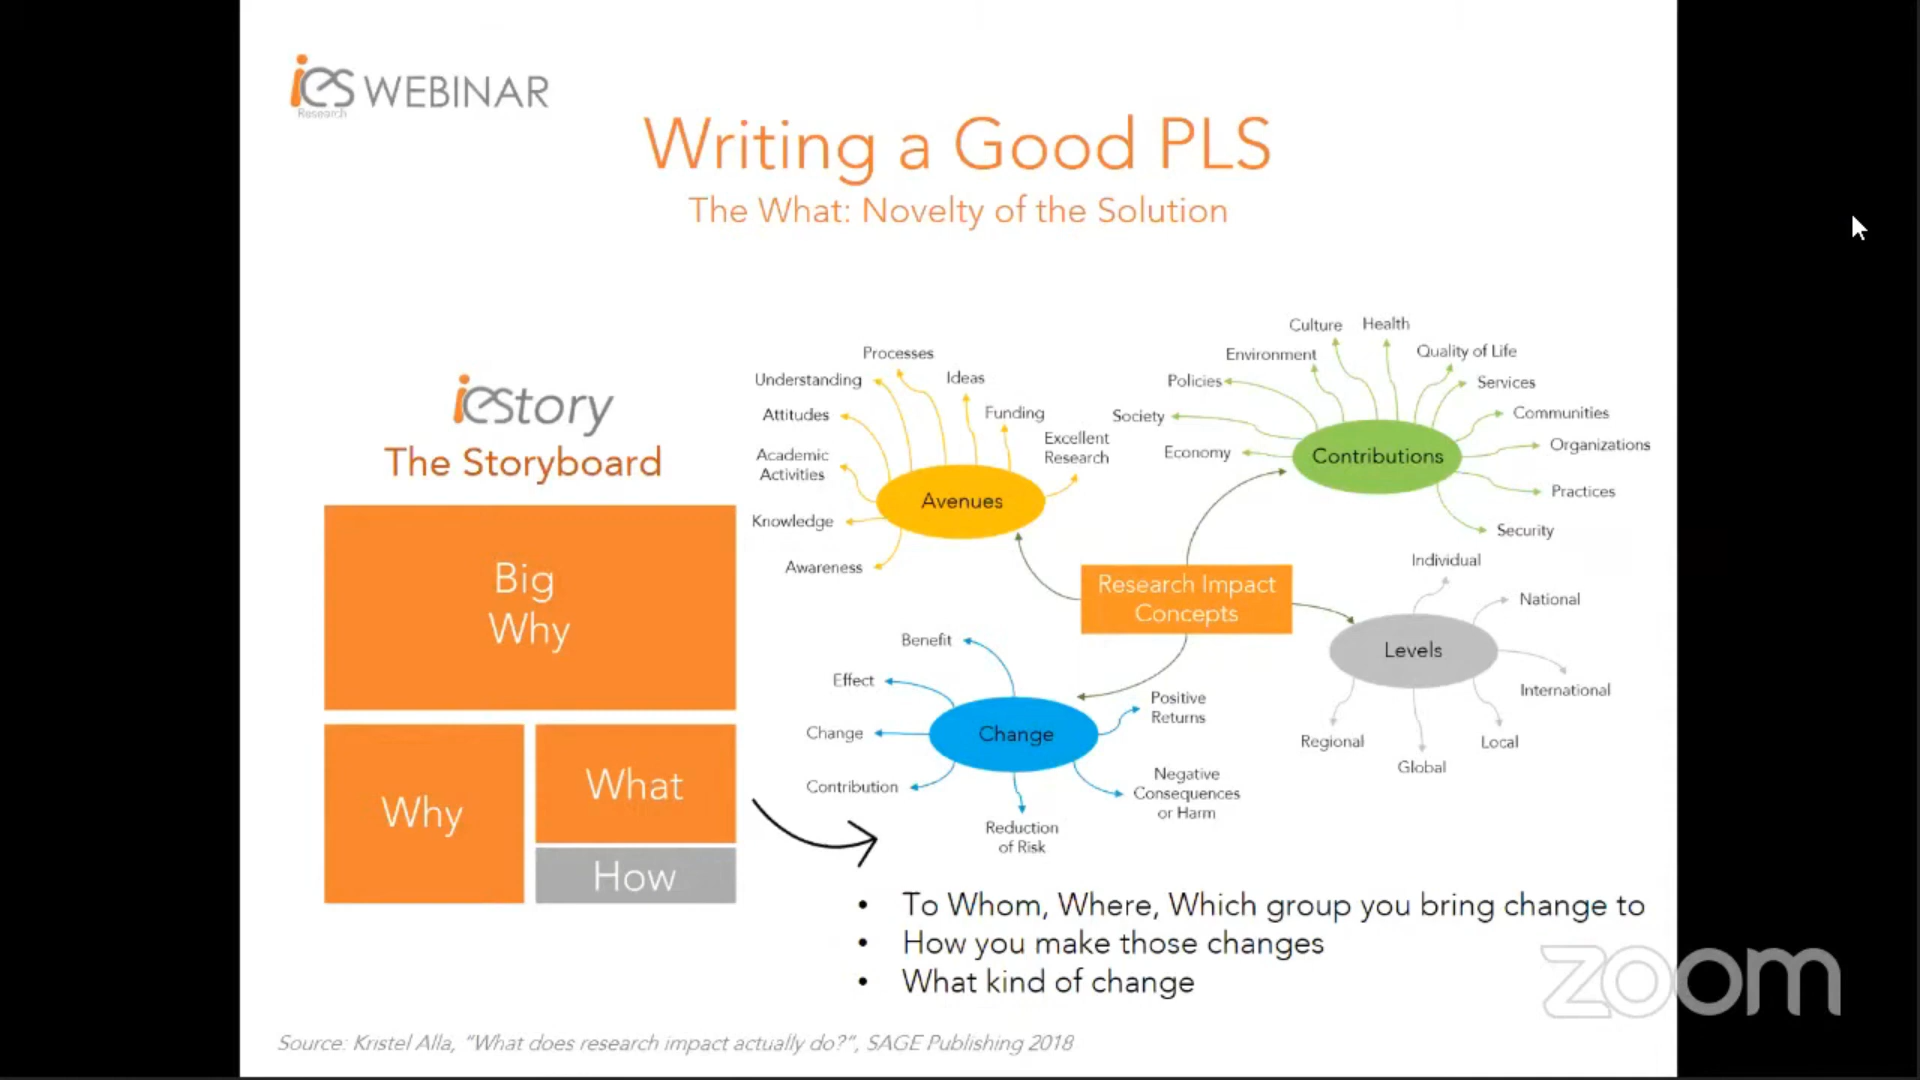 ies WEBINAR
Research
Writing a Good PLS
The What: Novelty of the Solution
iesstory
The Storyboard
Big
Why
Why
What
How
Research Impact
Concepts
Avenues
Awareness
Knowledge
Academic
Activities
Attitudes
Understanding
Processes
Ideas
Funding
Excellent
Research
Contributions
Economy
Society
Policies
Environment
Culture
Health
Quality of Life
Services
Communities
Organizations
Practices
Security
Levels
Individual
National
International
Local
Global
Regional
Change
Benefit
Effect
Change
Contribution
Reduction
of Risk
Negative
Consequences
or Harm
Positive
Returns
• To Whom, Where, Which group you bring change to
• How you make those changes
• What kind of change
Source: Kristel Alla, "What does research impact actually do?", SAGE Publishing 2018
zoom